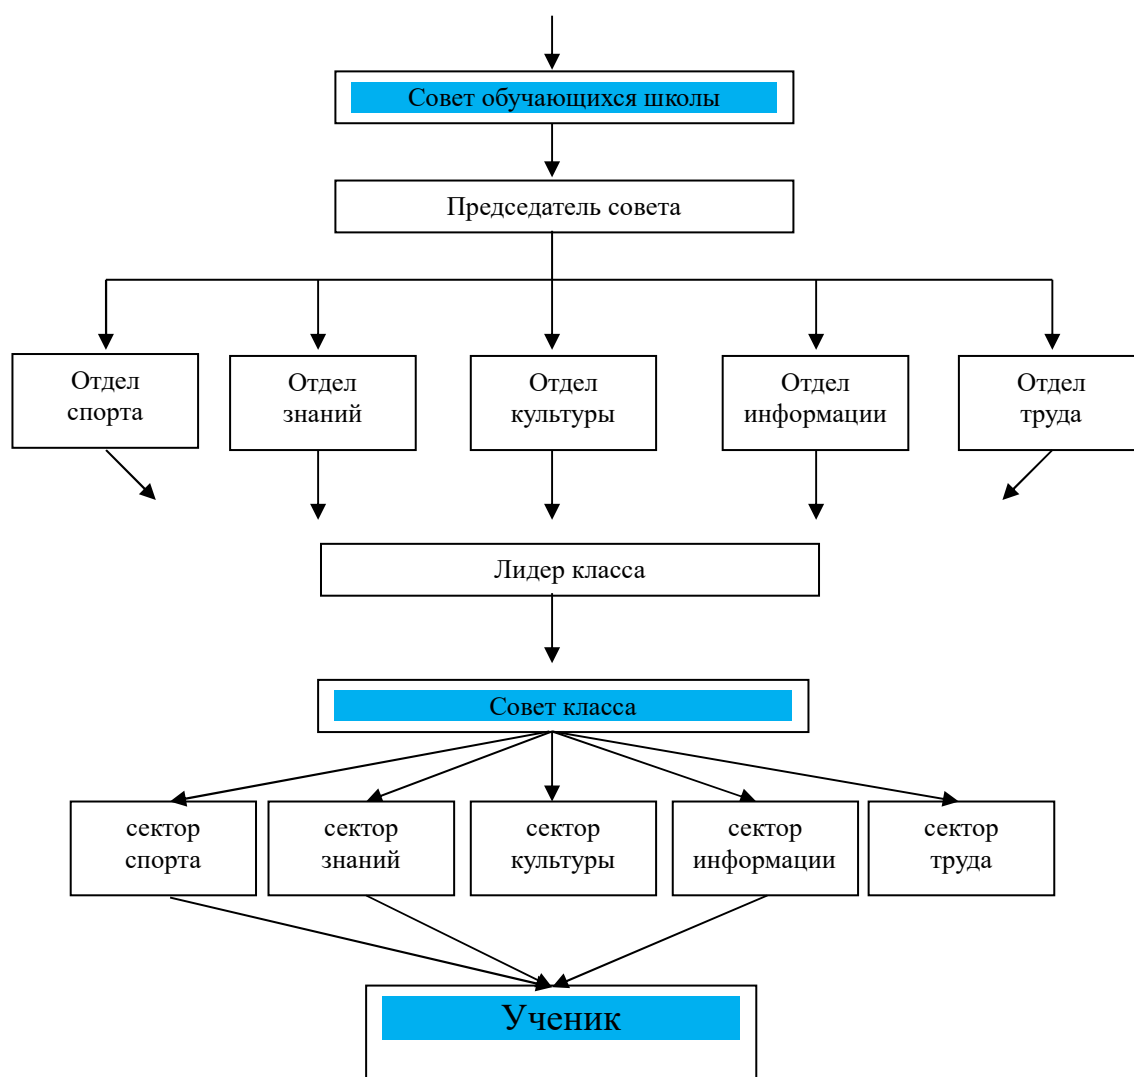 Совет обучающихся школы
Председатель совета
Отдел
спорта
Отдел
знаний
Отдел
культуры
Отдел
информации
Отдел
труда
Лидер класса
Совет класса
сектор
спорта
сектор
знаний
сектор
культуры
сектор
информации
сектор
труда
Ученик